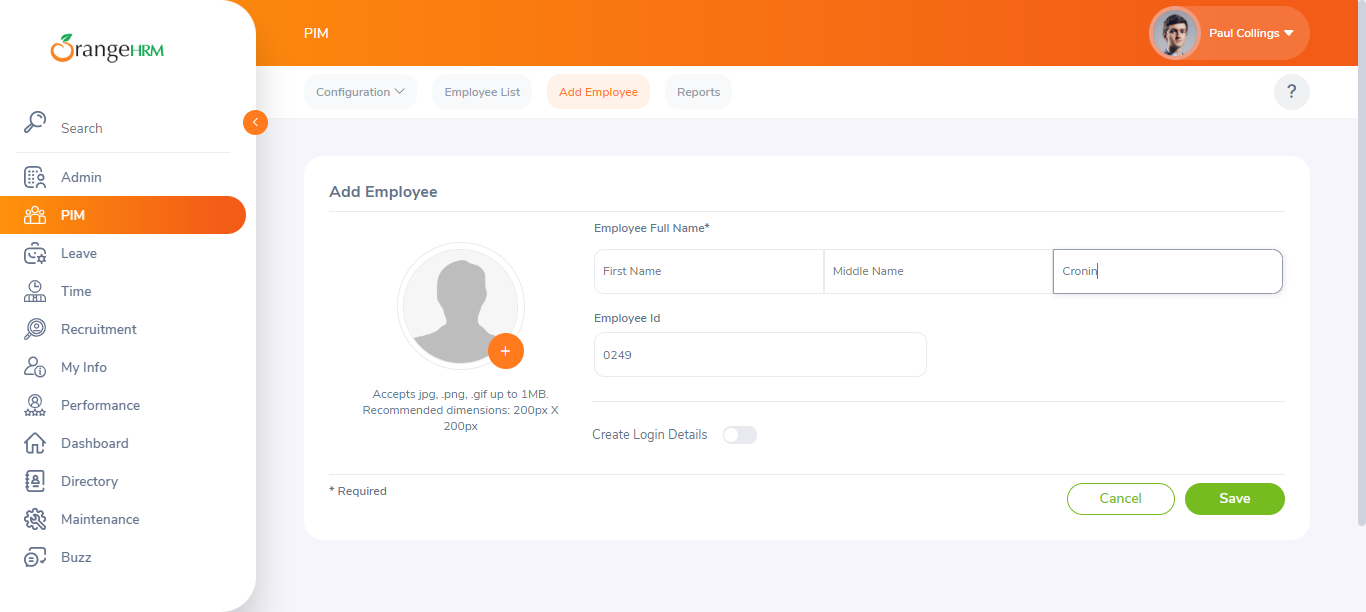 OrangeHRM
Search
Admin
PIM
Leave
Time
Recruitment
My Info
Performance
Dashboard
Directory
Maintenance
Buzz
PIM
Paul Collings
Configuration
Employee List
Add Employee
Reports
?
Add Employee
Accepts jpg, .png, .gif up to 1MB.
Recommended dimensions: 200px X
200px
Employee Full Name*
First Name
Middle Name
Cronin
Employee Id
0249
Create Login Details
* Required
Cancel
Save